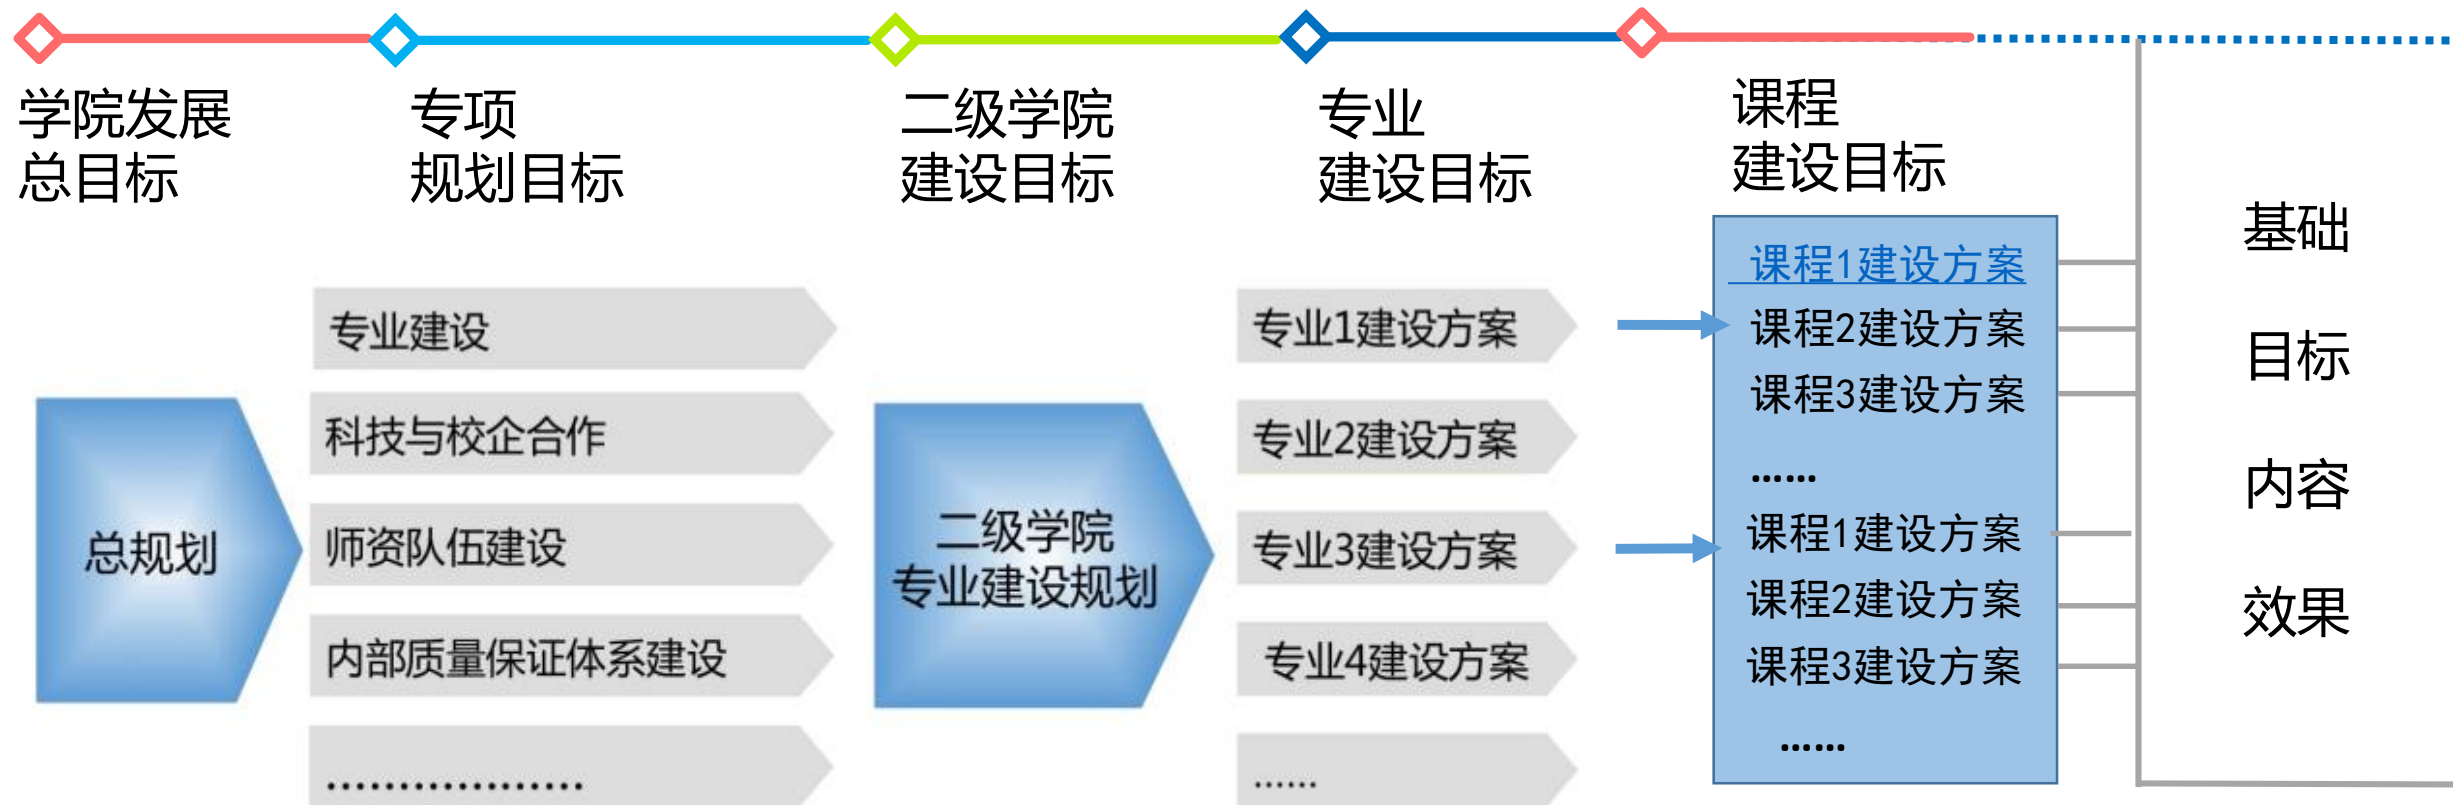 学院发展
总目标
专项
规划目标
二级学院
建设目标
专业
建设目标
课程
建设目标
总规划
专业建设
科技与校企合作
师资队伍建设
内部质量保证体系建设
………………
二级学院
专业建设规划
专业1建设方案
专业2建设方案
专业3建设方案
专业4建设方案
……
课程1建设方案
课程2建设方案
课程3建设方案
……
课程1建设方案
课程2建设方案
课程3建设方案
……
基础
目标
内容
效果